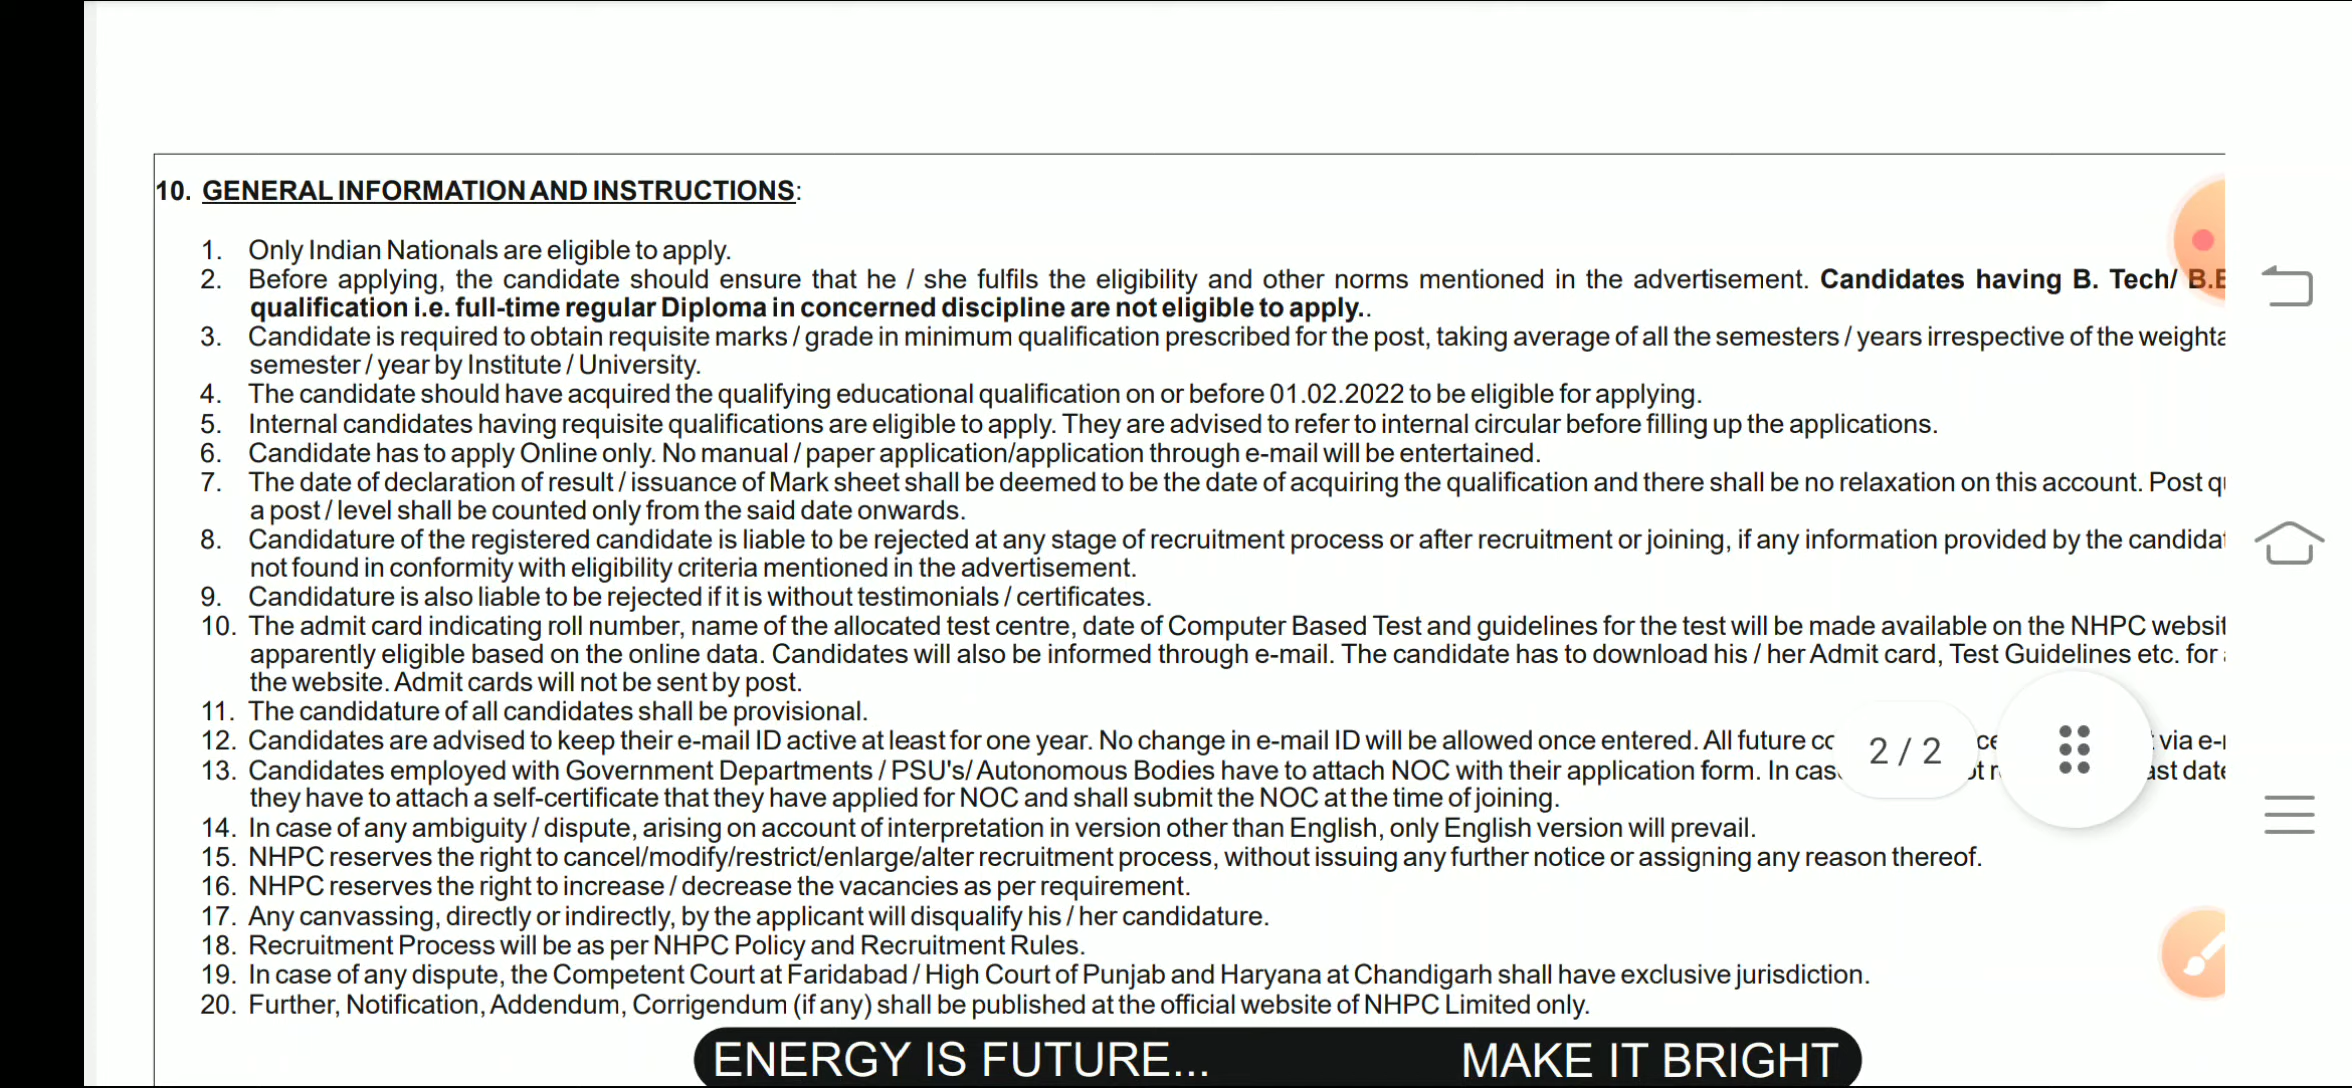 10. GENERAL INFORMATION AND INSTRUCTIONS:
1. Only Indian Nationals are eligible to apply.
2. Before applying, the candidate should ensure that he / she fulfils the eligibility and other norms mentioned in the advertisement. Candidates having B. Tech/
qualification i.e. full-time regular Diploma in concerned discipline are not eligible to apply..
3. Candidate is required to obtain requisite marks / grade in minimum qualification prescribed for the post, taking average of all the semesters / years irrespective of the
semester / year by Institute / University.
4. The candidate should have acquired the qualifying educational qualification on or before 01.02.2022 to be eligible for applying.
5. Internal candidates having requisite qualifications are eligible to apply. They are advised to refer to internal circular before filling up the applications.
6. Candidate has to apply Online only. No manual / paper application/application through e-mail will be entertained.
7. The date of declaration of result / issuance of Mark sheet shall be deemed to be the date of acquiring the qualification and there shall be no relaxation on this account. Post
a post / level shall be counted only from the said date onwards.
8. Candidature of the registered candidate is liable to be rejected at any stage of recruitment process or after recruitment or joining, if any information provided by the
not found in conformity with eligibility criteria mentioned in the advertisement.
9. Candidature is also liable to be rejected if it is without testimonials / certificates.
10. The admit card indicating roll number, name of the allocated test centre, date of Computer Based Test and guidelines for the test will be made available on the NHPC
apparently eligible based on the online data. Candidates will also be informed through e-mail. The candidate has to download his / her Admit card, Test Guidelines etc. for
the website. Admit cards will not be sent by post.
11. The candidature of all candidates shall be provisional.
12. Candidates are advised to keep their e-mail ID active at least for one year. No change in e-mail ID will be allowed once entered. All future via
13. Candidates employed with Government Departments / PSU's/ Autonomous Bodies have to attach NOC with their application form. In
2 / 2
they have to attach a self-certificate that they have applied for NOC and shall submit the NOC at the time of joining.
14. In case of any ambiguity / dispute, arising on account of interpretation in version other than English, only English version will prevail.
15. NHPC reserves the right to cancel/modify/restrict/enlarge/alter recruitment process, without issuing any further notice or assigning any reason thereof.
16. NHPC reserves the right to increase / decrease the vacancies as per requirement.
17. Any canvassing, directly or indirectly, by the applicant will disqualify his / her candidature.
18. Recruitment Process will be as per NHPC Policy and Recruitment Rules.
19. In case of any dispute, the Competent Court at Faridabad / High Court of Punjab and Haryana at Chandigarh shall have exclusive jurisdiction.
20. Further, Notification, Addendum, Corrigendum (if any) shall be published at the official website of NHPC Limited only.
ENERGY IS FUTURE... MAKE IT BRIGHT